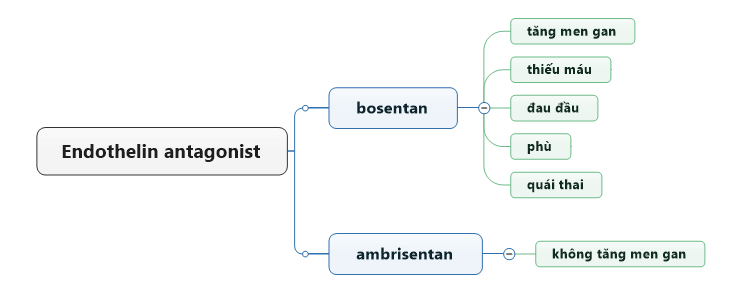 Endothelin antagonist
bosentan
tăng men gan
thiếu máu
đau đầu
phù
quái thai
ambrisentan
không tăng men gan